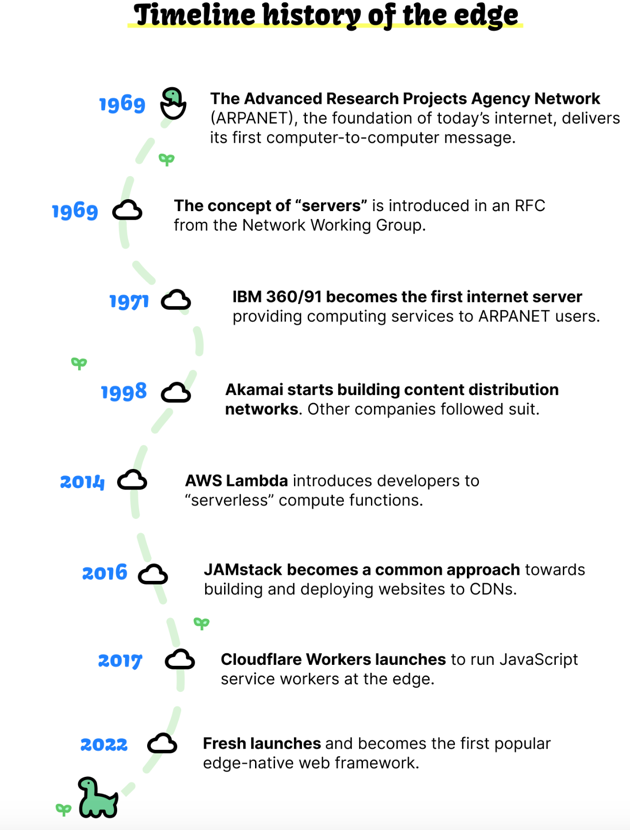 Timeline history of the edge
1969
The Advanced Research Projects Agency Network
(ARPANET), the foundation of today’s internet, delivers
its first computer-to-computer message.
1969
The concept of “servers” is introduced in an RFC
from the Network Working Group.
1971
IBM 360/91 becomes the first internet server
providing computing services to ARPANET users.
1998
Akamai starts building content distribution
networks. Other companies followed suit.
2014
AWS Lambda introduces developers to
“serverless” compute functions.
2016
JAMstack becomes a common approach towards
building and deploying websites to CDNs.
2017
Cloudflare Workers launches to run JavaScript
service workers at the edge.
2022
Fresh launches and becomes the first popular
edge-native web framework.